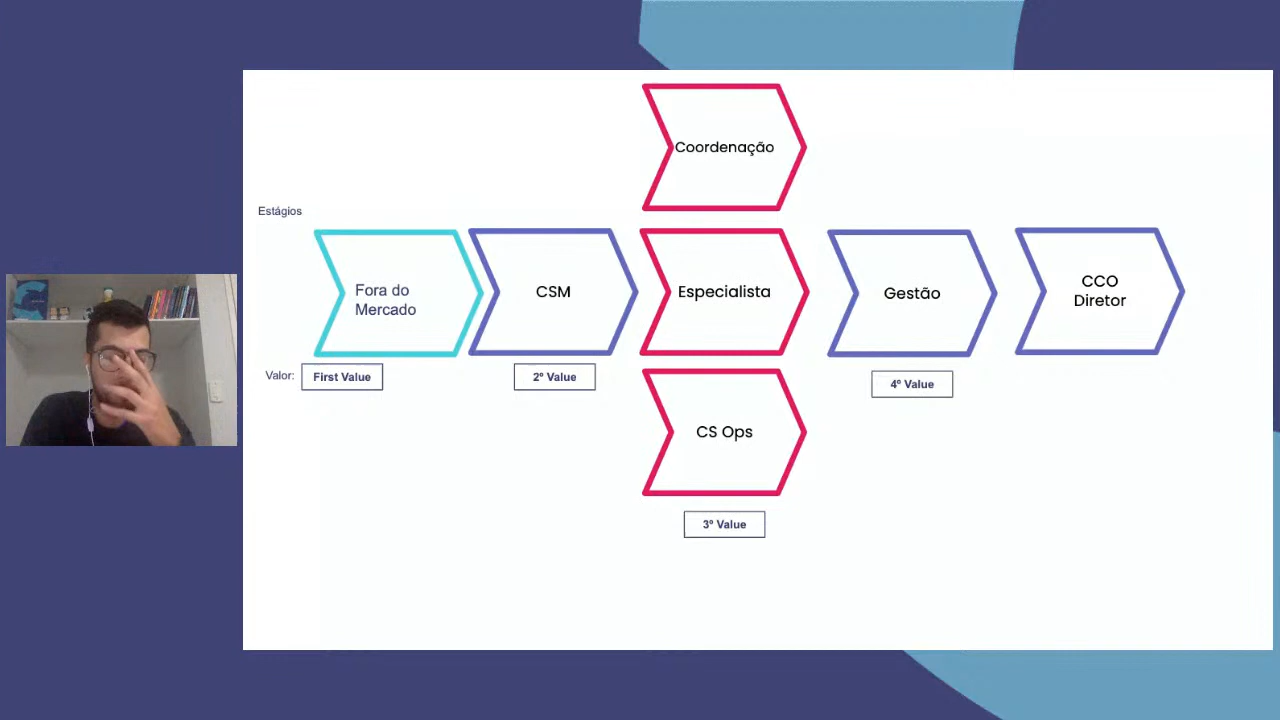 Coordenação
Estágios
Fora do
Mercado
CSM
Especialista
Gestão
CCO
Diretor
Valor:
First Value
2º Value
4º Value
CS Ops
3º Value